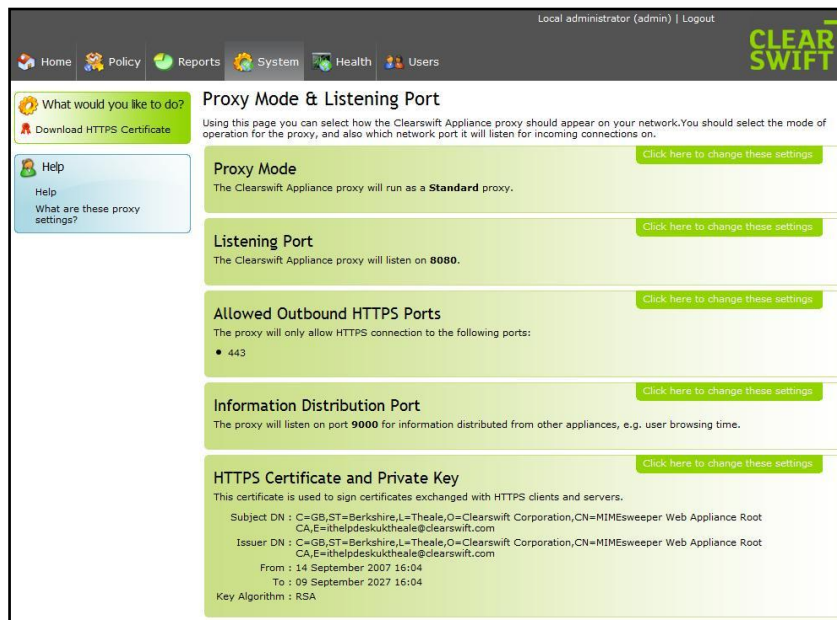 Local administrator (admin) | Logout
CLEAR
SWIFT
Home
Policy
Reports
System
Health
Users
What would you like to do?
Download HTTPS Certificate
Help
Help
What are these proxy
settings?
Proxy Mode & Listening Port
Using this page you can select how the Clearswift Appliance proxy should appear on your network.You should select the mode of
operation for the proxy, and also which network port it will listen for incoming connections on.
Click here to change these settings
Proxy Mode
The Clearswift Appliance proxy will run as a Standard proxy.
Click here to change these settings
Listening Port
The Clearswift Appliance proxy will listen on 8080.
Click here to change these settings
Allowed Outbound HTTPS Ports
The proxy will only allow HTTPS connection to the following ports:
• 443
Click here to change these settings
Information Distribution Port
The proxy will listen on port 9000 for information distributed from other appliances, e.g. user browsing time.
Click here to change these settings
HTTPS Certificate and Private Key
This certificate is used to sign certificates exchanged with HTTPS clients and servers.
Subject DN : C=GB,ST=Berkshire,L=Theale,O=Clearswift Corporation,CN=MIMEsweeper Web Appliance Root
CA,E=ithelpdeskuktheale@clearswift.com
Issuer DN : C=GB,ST=Berkshire,L=Theale,O=Clearswift Corporation,CN=MIMEsweeper Web Appliance Root
CA,E=ithelpdeskuktheale@clearswift.com
From : 14 September 2007 16:04
To : 09 September 2027 16:04
Key Algorithm : RSA